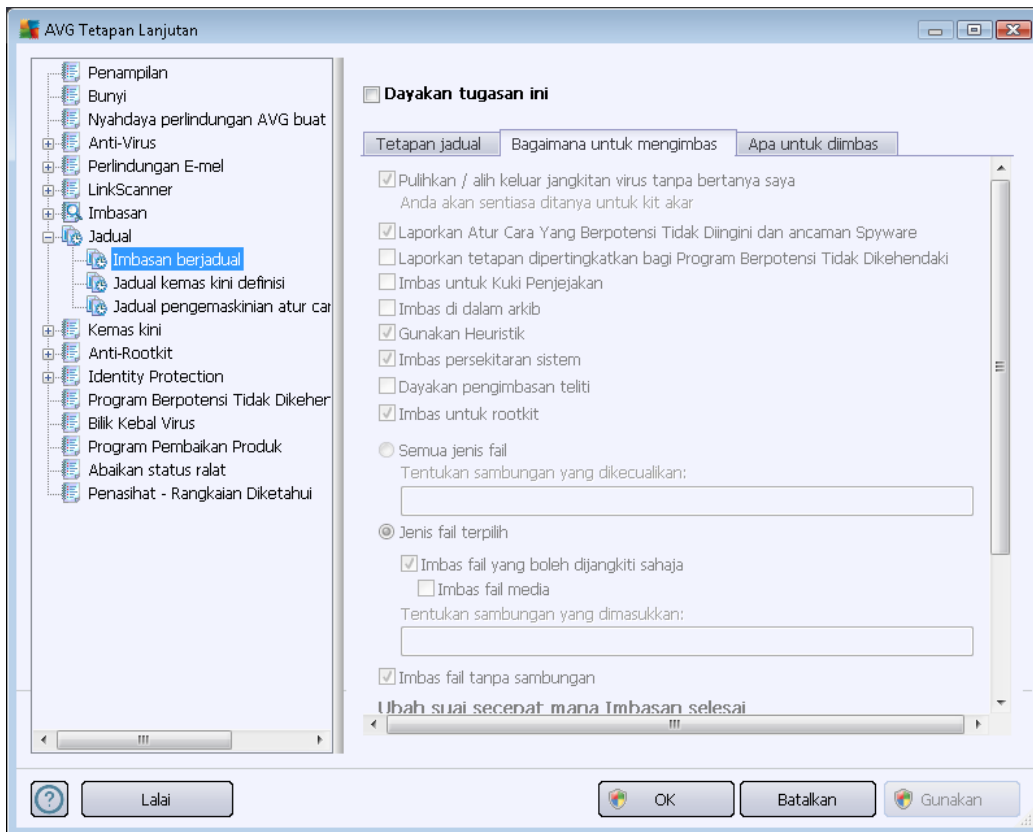 AVG Tetapan Lanjutan
Penampilan
Bunyi
Nyahdaya perlindungan AVG buat
Anti-Virus
Perlindungan E-mel
LinkScanner
Imbasan
Jadual
Imbasan berjadual
Jadual kemas kini definisi
Jadual pengemaskinian atur car
Kemas kini
Anti-Rootkit
Identity Protection
Program Berpotensi Tidak Dikeher
Bilik Kebal Virus
Program Pembaikan Produk
Abaikan status ralat
Penasihat - Rangkaian Diketahui
Dayakan tugasan ini
Tetapan jadual
Bagaimana untuk mengimbas
Apa untuk diimbas
Pulihkan / alih keluar jangkitan virus tanpa bertanya saya
Anda akan sentiasa ditanya untuk kit akar
Laporkan Atur Cara Yang Berpotensi Tidak Diingini dan ancaman Spyware
Laporkan tetapan dipertingkatkan bagi Program Berpotensi Tidak Dikehendaki
Imbas untuk Kuki Penjejakan
Imbas di dalam arkib
Gunakan Heuristik
Imbas persekitaran sistem
Dayakan pengimbasan teliti
Imbas untuk rootkit
Semua jenis fail
Tentukan sambungan yang dikecualikan:
Jenis fail terpilih
Imbas fail yang boleh dijangkiti sahaja
Imbas fail media
Tentukan sambungan yang dimasukkan:
Imbas fail tanpa sambungan
Ubah suai secepat mana Imbasan selesai
Lalai
OK
Batalkan
Gunakan